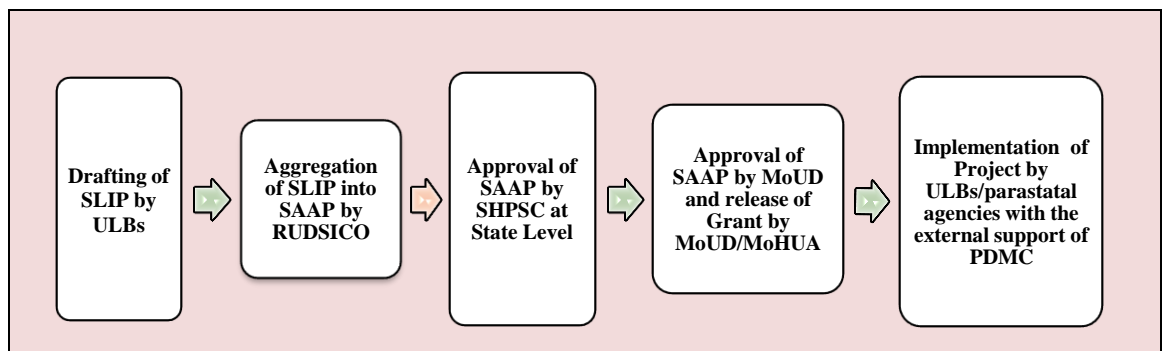 Drafting of
SLIP by
ULBs
Aggregation
of SLIP into
SAAP by
RUDSICO
Approval of
SAAP by
SHPSC at
State Level
Approval of
SAAP by MoUD
and release of
Grant by
MoUD/MoHUA
Implementation of
Project by
ULBs/parastatal
agencies with the
external support of
PDMC